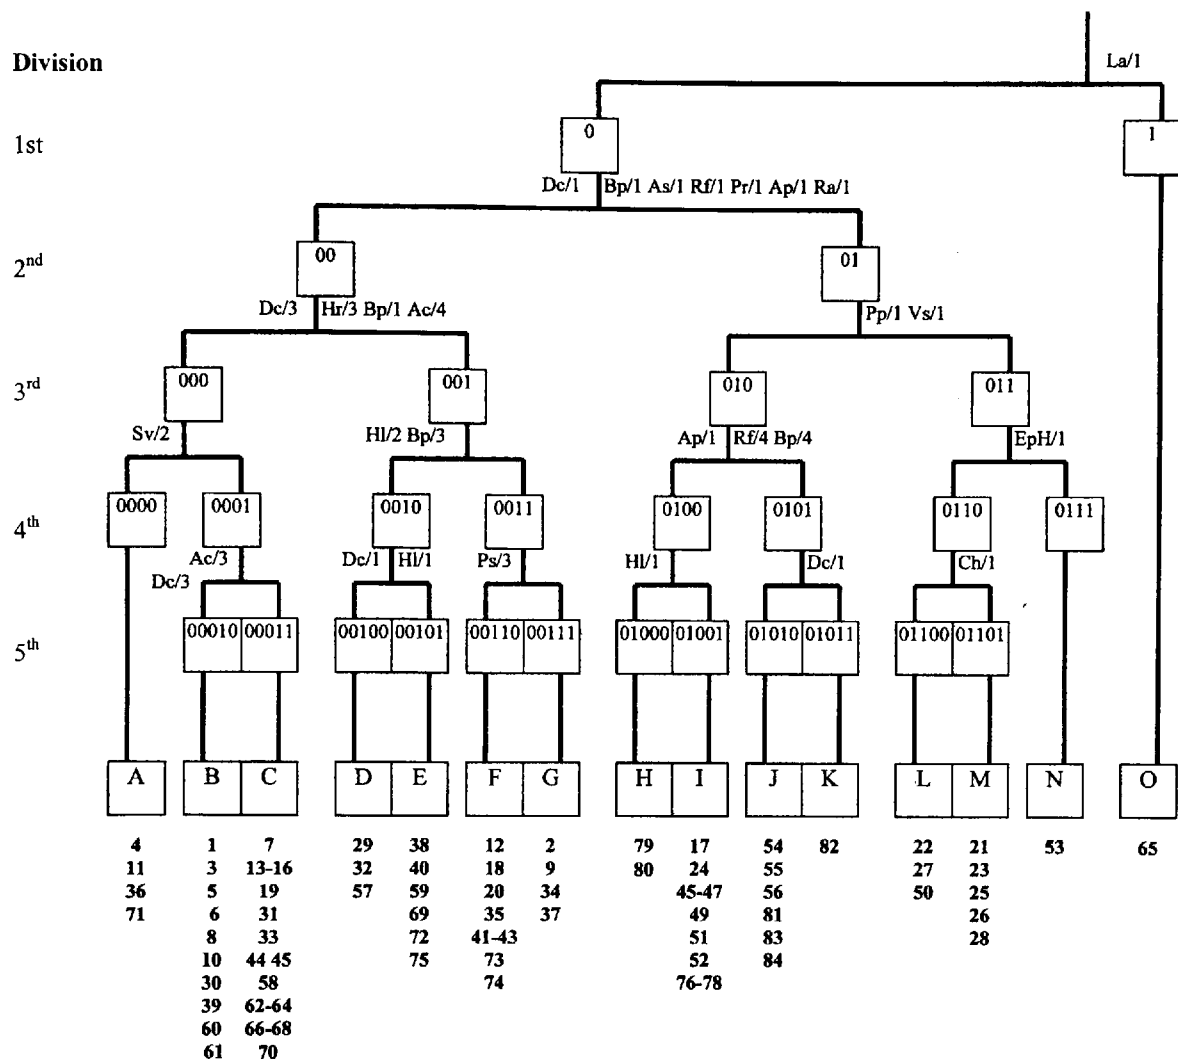 La/1
Division
1st
0
1
Dc/1 Bp/1 As/1 Rf/1 Pr/1 Ap/1 Ra/1
2nd
00
01
Dc/3 Hr/3 Bp/1 Ac/4
Pp/1 Vs/1
3rd
000
001
010
011
Sv/2
Hl/2 Bp/3
Ap/1 Rf/4 Bp/4
EpH/1
4th
0000
0001
0010
0011
0100
0101
0110
0111
Ac/3
Dc/3
Dc/1 Hl/1
Ps/3
Hl/1
Dc/1
Ch/1
5th
00010 00011
00100 00101
00110 00111
01000 01001
01010 01011
01100 01101
A B C D E F G H I J K L M N O
4 1 7 29 38 12 2 79 17 54 82 22 21 53 65
11 3 13-16 32 40 18 9 80 24 55 27 23
36 5 19 57 59 20 34 45-47 56 50 25
71 6 31 69 35 37 49 81 26
8 33 72 41-43 51 83 28
10 44 45 75 73 52 84
30 58 74 76-78
39 62-64
60 66-68
61 70